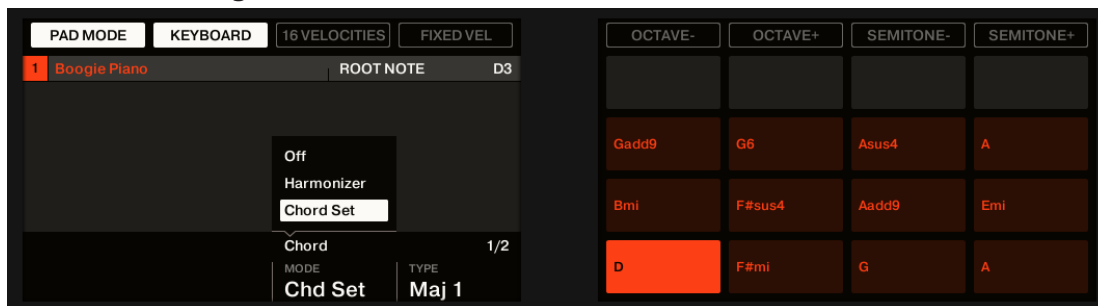 PAD MODE KEYBOARD 16 VELOCITIES FIXED VEL
1 Boogie Piano ROOT NOTE D3
Off
Harmonizer
Chord Set
Chord 1/2
MODE TYPE
Chd Set Maj 1
OCTAVE- OCTAVE+ SEMITONE- SEMITONE+
Gadd9 G6 Asus4 A
Bmi F#sus4 Aadd9 Emi
D F#mi G A